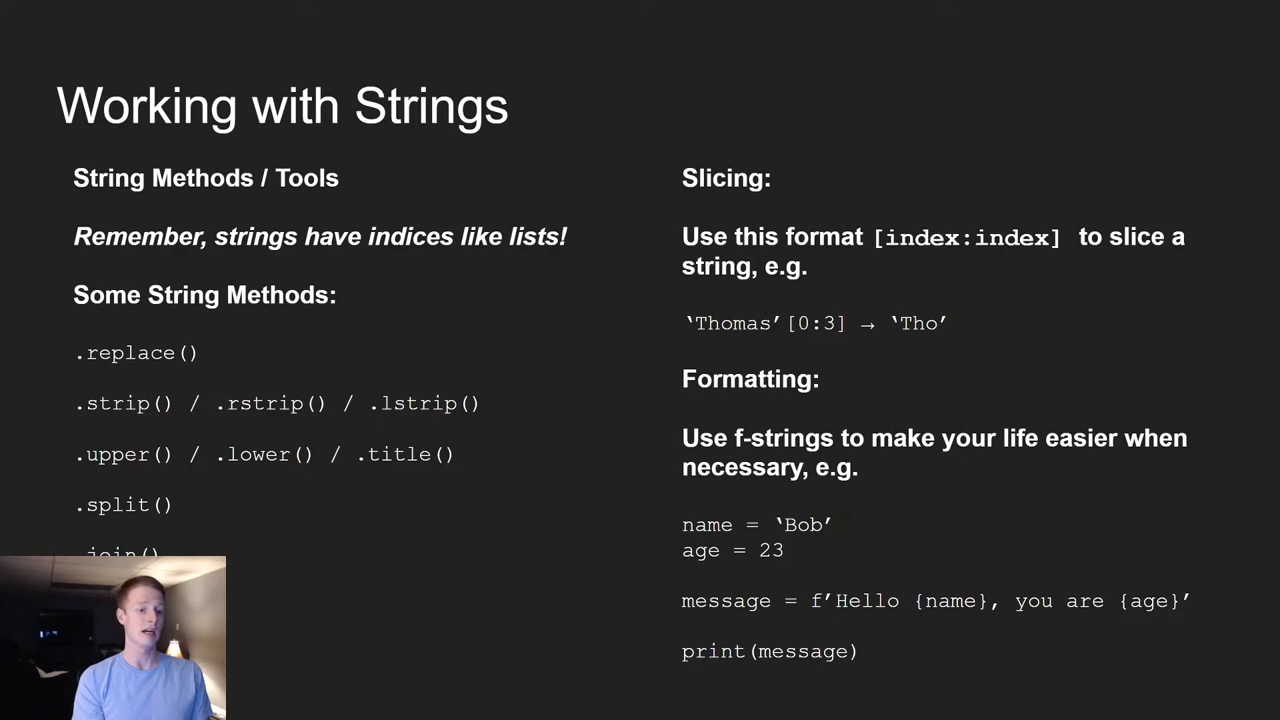 Working with Strings
String Methods / Tools
Remember, strings have indices like lists!
Some String Methods:
.replace()
.strip() / .rstrip() / .lstrip()
.upper() / .lower() / .title()
.split()
.join()
Slicing:
Use this format [index:index] to slice a
string, e.g.
‘Thomas’[0:3] → ‘Tho’
Formatting:
Use f-strings to make your life easier when
necessary, e.g.
name = ‘Bob’
age = 23
message = f’Hello {name}, you are {age}’
print(message)